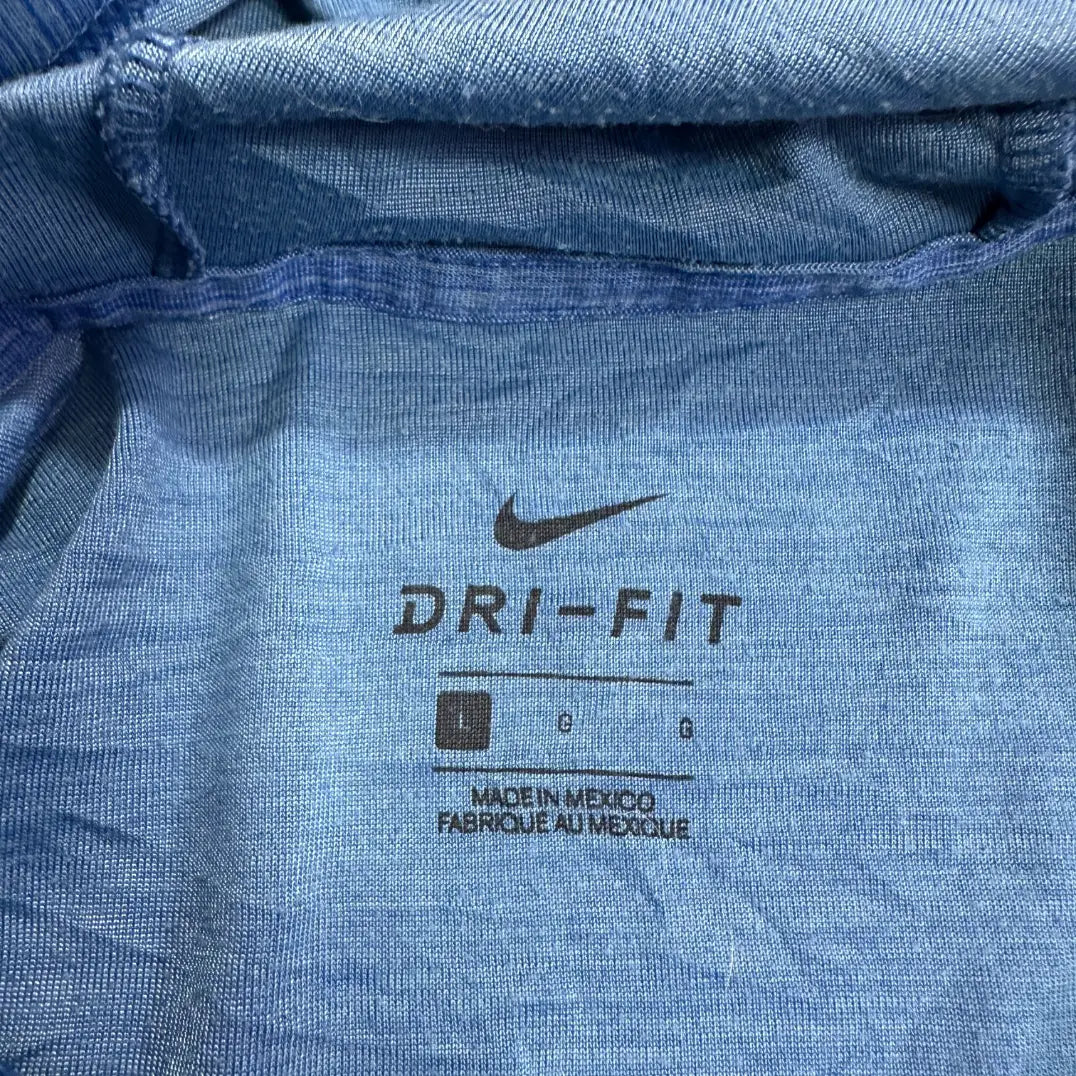 DRI-FIT
L G G
MADE IN MEXICO
FABRIQUÉ AU MEXIQUE